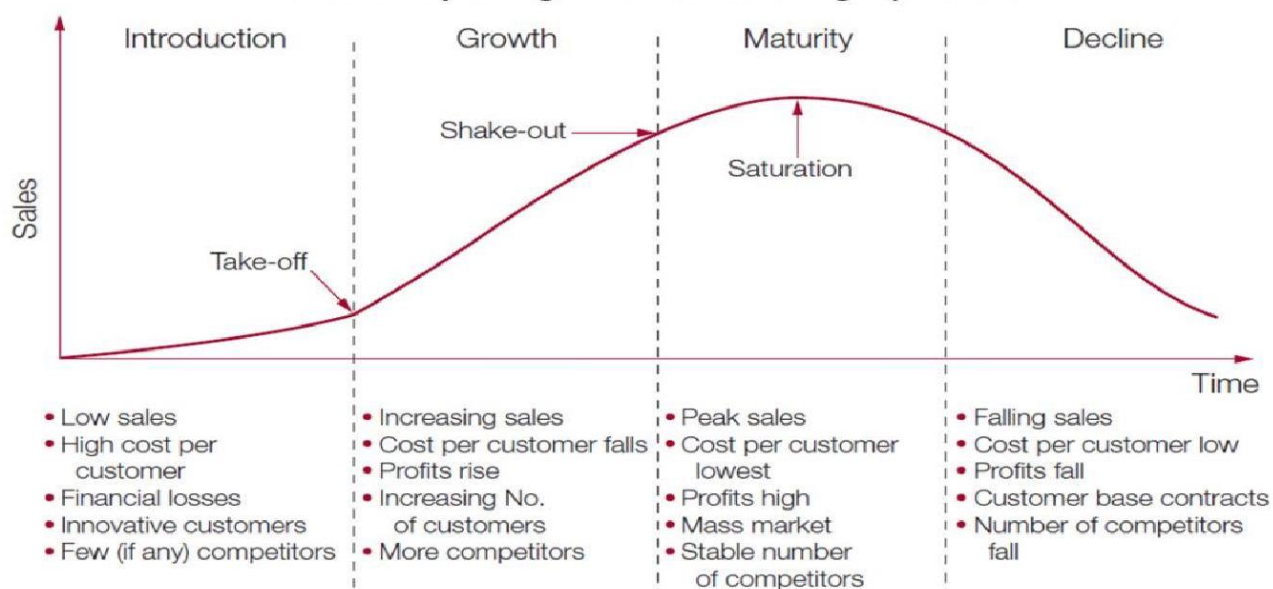 Introduction
Growth
Maturity
Decline
Shake-out
Saturation
Sales
Take-off
Time
• Low sales
• High cost per
customer
• Financial losses
• Innovative customers
• Few (if any) competitors
• Increasing sales
• Cost per customer falls
• Profits rise
• Increasing No.
of customers
• More competitors
• Peak sales
• Cost per customer
lowest
• Profits high
• Mass market
• Stable number
of competitors
• Falling sales
• Cost per customer low
• Profits fall
• Customer base contracts
• Number of competitors
fall